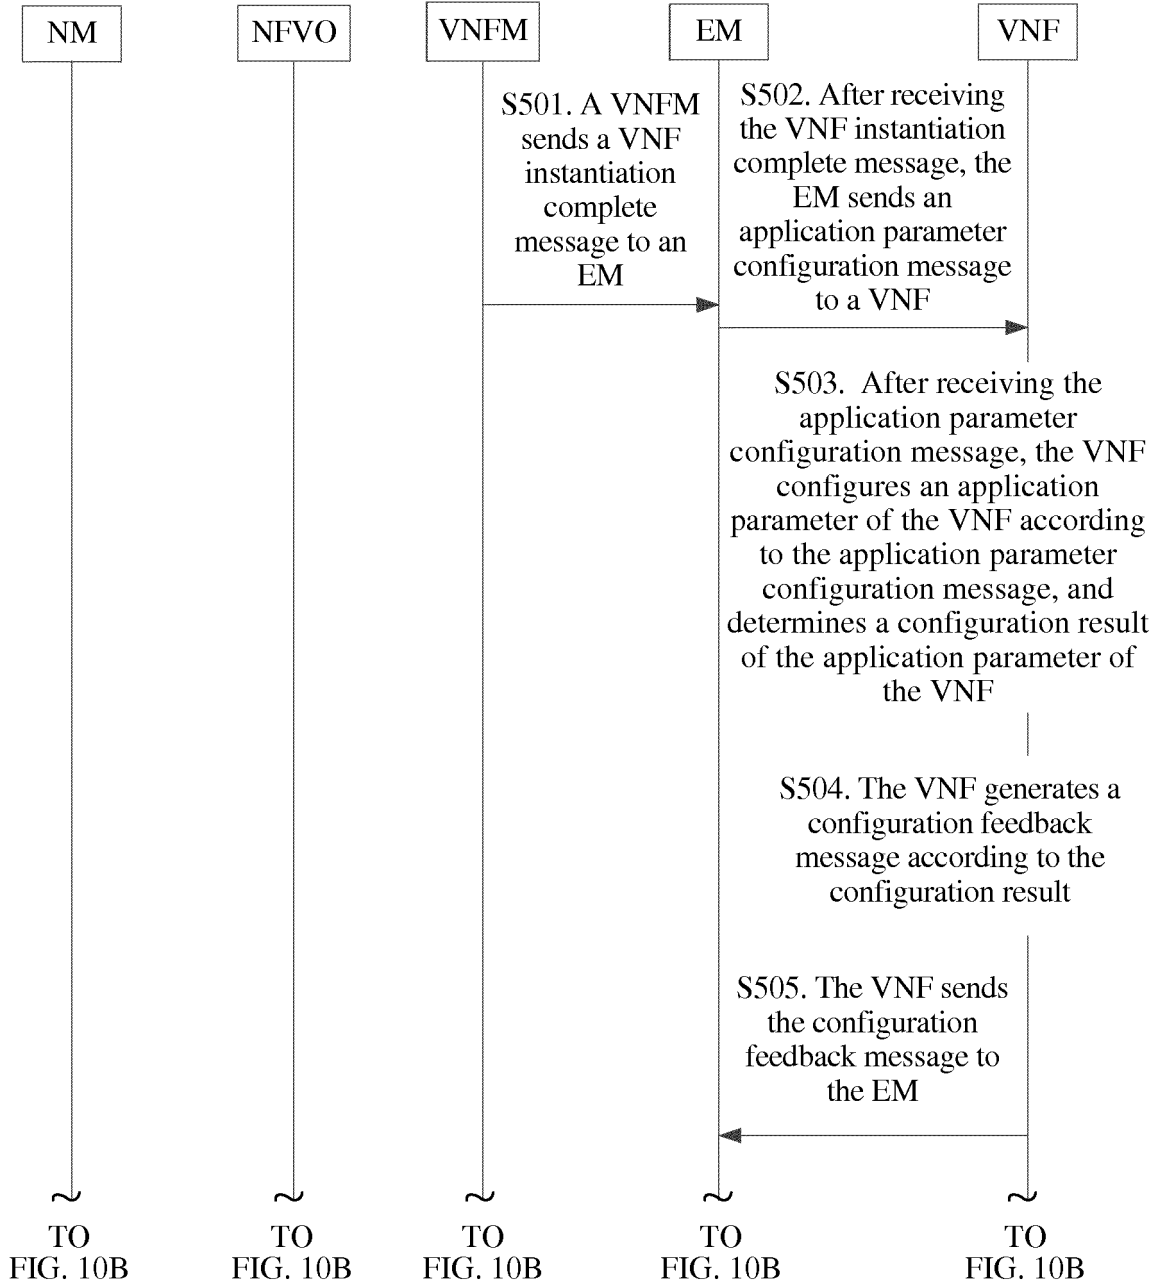 NM
NFVO
VNFM
EM
VNF
S501. A VNFM
sends a VNF
instantiation
complete
message to an
EM
S502. After receiving
the VNF instantiation
complete message, the
EM sends an
application parameter
configuration message
to a VNF
S503. After receiving the
application parameter
configuration message, the VNF
configures an application
parameter of the VNF according
to the application parameter
configuration message, and
determines a configuration result
of the application parameter of
the VNF
S504. The VNF generates a
configuration feedback
message according to the
configuration result
S505. The VNF sends
the configuration
feedback message to
the EM
TO
FIG. 10B
TO
FIG. 10B
TO
FIG. 10B
TO
FIG. 10B
TO
FIG. 10B